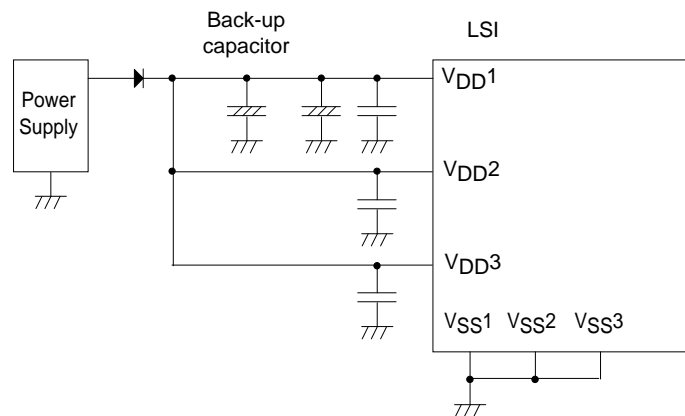 Back-up
capacitor
LSI
Power
Supply
VDD1
VDD2
VDD3
VSS1 VSS2 VSS3